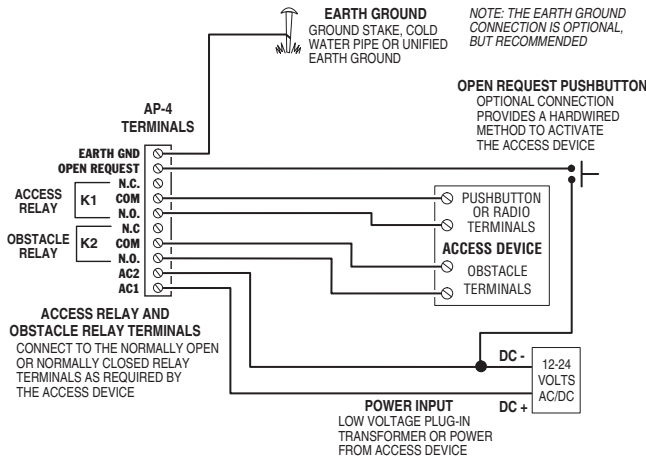 EARTH GROUND
GROUND STAKE, COLD
WATER PIPE OR UNIFIED
EARTH GROUND
NOTE: THE EARTH GROUND
CONNECTION IS OPTIONAL,
BUT RECOMMENDED
OPEN REQUEST PUSHBUTTON
OPTIONAL CONNECTION
PROVIDES A HARDWIRED
METHOD TO ACTIVATE
THE ACCESS DEVICE
AP-4
TERMINALS
EARTH GND
OPEN REQUEST
N.C.
COM
N.O.
N.C
COM
N.O.
AC2
AC1
ACCESS
RELAY
K1
OBSTACLE
RELAY
K2
PUSHBUTTON
OR RADIO
TERMINALS
ACCESS DEVICE
OBSTACLE
TERMINALS
ACCESS RELAY AND
OBSTACLE RELAY TERMINALS
CONNECT TO THE NORMALLY OPEN
OR NORMALLY CLOSED RELAY
TERMINALS AS REQUIRED BY
THE ACCESS DEVICE
DC -
DC +
12-24
VOLTS
AC/DC
POWER INPUT
LOW VOLTAGE PLUG-IN
TRANSFORMER OR POWER
FROM ACCESS DEVICE